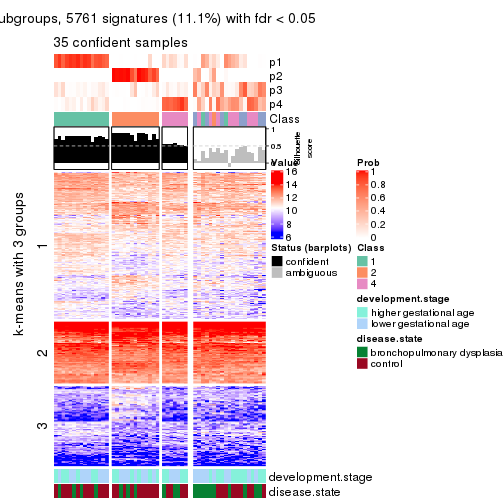 ubgroups, 5761 signatures (11.1%) with fdr < 0.05
35 confident samples
p1
p2
p3
p4
Class
1
0.5
0
Silhouette
score
k-means with 3 groups
1
2
3
Value
16
14
12
10
8
6
Status (barplots)
confident
ambiguous
Prob
1
0.8
0.6
0.4
0.2
0
Class
1
2
4
development.stage
higher gestational age
lower gestational age
disease.state
bronchopulmonary dysplasia
control
development.stage
disease.state